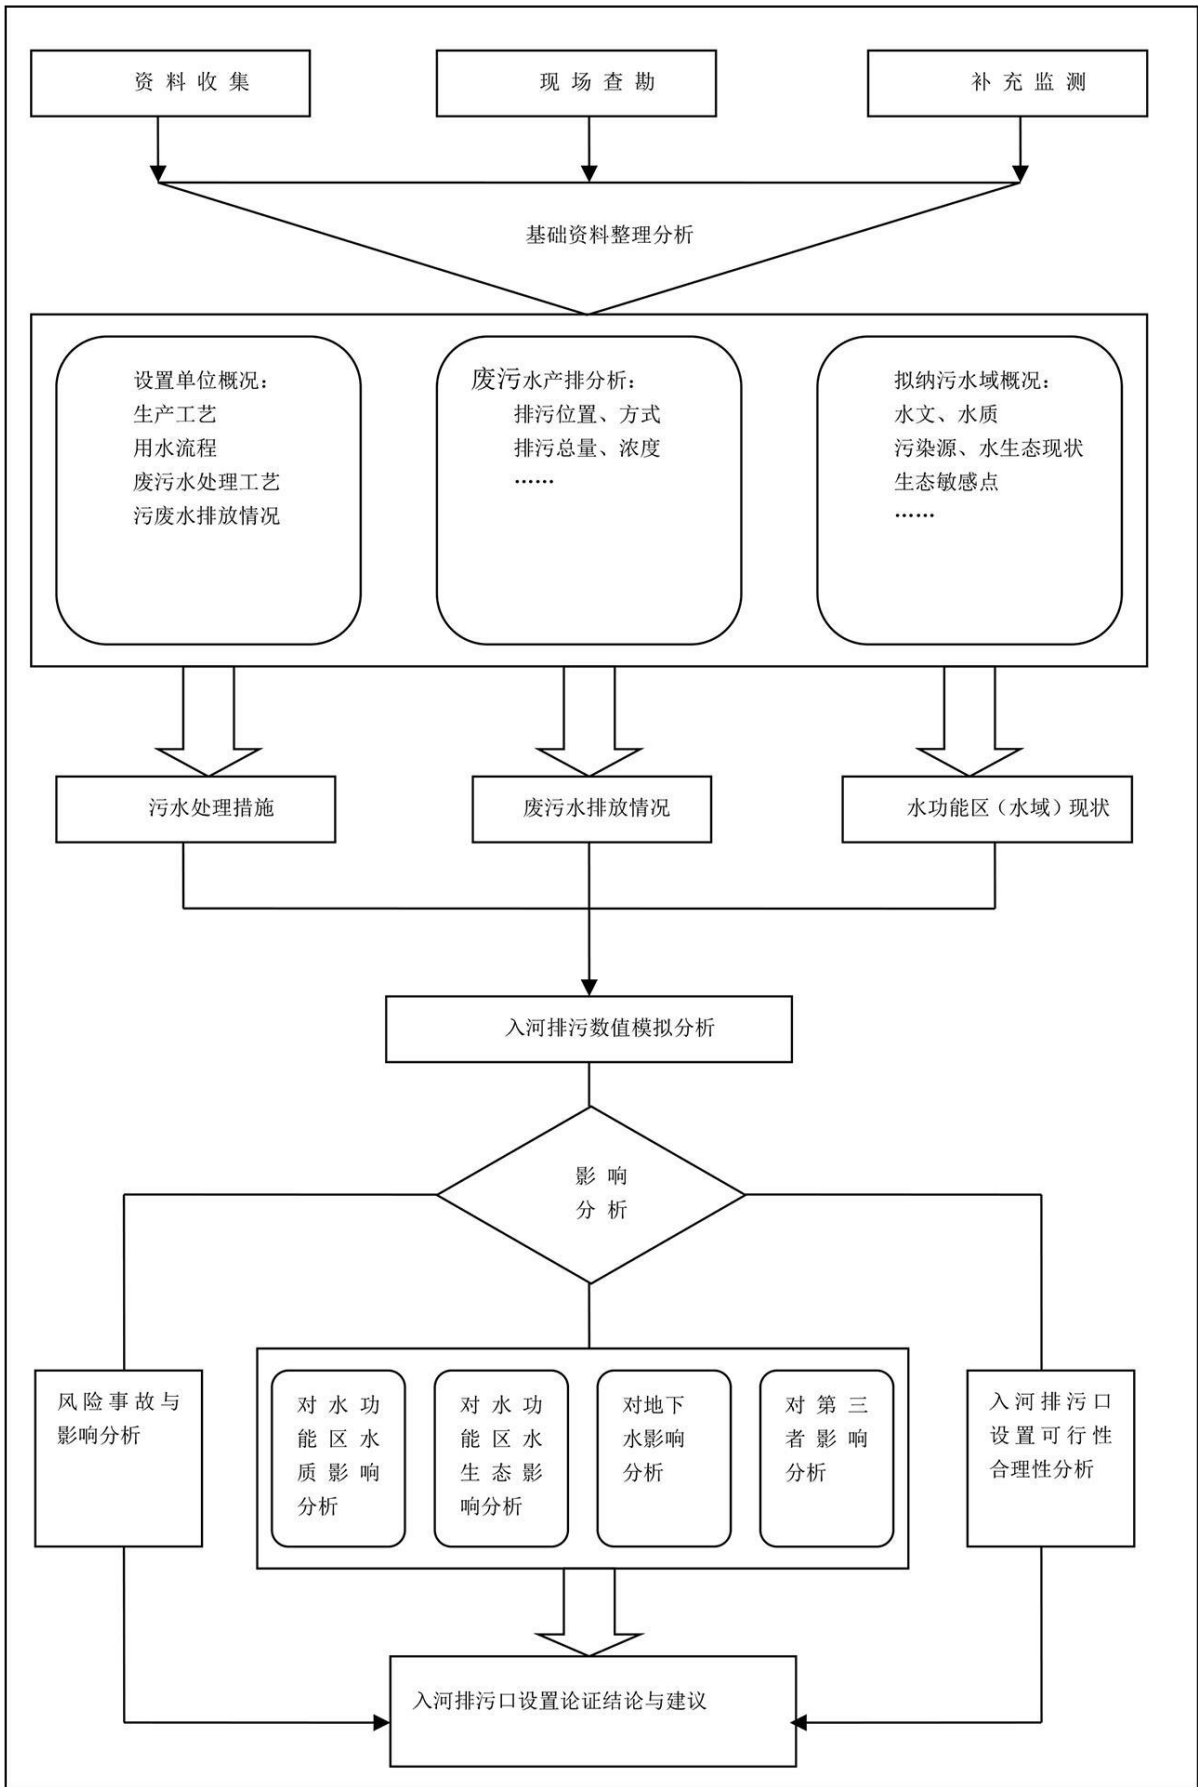 资料收集
现场查勘
补充监测
基础资料整理分析
设置单位概况：
生产工艺
用水流程
废污水处理工艺
污废水排放情况
废污水产排分析：
排污位置、方式
排污总量、浓度
……
拟纳污水域概况：
水文、水质
污染源、水生态现状
生态敏感点
……
污水处理措施
废污水排放情况
水功能区（水域）现状
入河排污数值模拟分析
影响
分析
风险事故与
影响分析
对水功
能区水
质影响
分析
对水功
能区水
生态影
响分析
对地下
水影响
分析
对第三
者影响
分析
入河排污口
设置可行性
合理性分析
入河排污口设置论证结论与建议